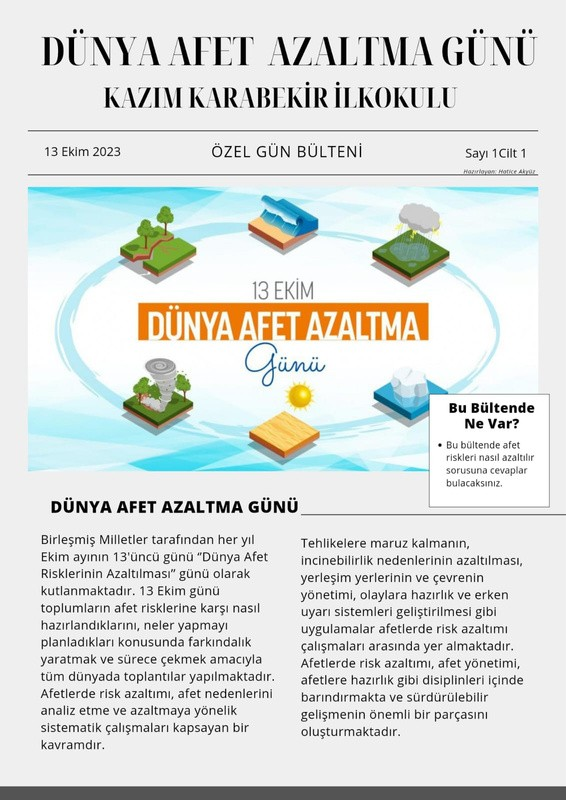 DÜNYA AFET AZALTMA GÜNÜ
KAZIM KARABEKİR İLKOKULU
13 Ekim 2023
ÖZEL GÜN BÜLTENİ
Sayı 1Cilt 1
Hazırlayan: Hatice Akyüz
13 EKİM
DÜNYA AFET AZALTMA
Günü
Bu Bültende
Ne Var?
• Bu bültende afet
riskleri nasıl azaltılır
sorusuna cevaplar
bulacaksınız.
DÜNYA AFET AZALTMA GÜNÜ
Birleşmiş Milletler tarafından her yıl
Ekim ayının 13'üncü günü “Dünya Afet
Risklerinin Azaltılması” günü olarak
kutlanmaktadır. 13 Ekim günü
toplumların afet risklerine karşı nasıl
hazırlandıklarını, neler yapmayı
planladıkları konusunda farkındalık
yaratmak ve sürece çekmek amacıyla
tüm dünyada toplantılar yapılmaktadır.
Afetlerde risk azaltımı, afet nedenlerini
analiz etme ve azaltmaya yönelik
sistematik çalışmaları kapsayan bir
kavramdır.
Tehlikelere maruz kalmanın,
incinebilirlik nedenlerinin azaltılması,
yerleşim yerlerinin ve çevrenin
yönetimi, olaylara hazırlık ve erken
uyarı sistemleri geliştirilmesi gibi
uygulamalar afetlerde risk azaltımı
çalışmaları arasında yer almaktadır.
Afetlerde risk azaltımı, afet yönetimi,
afetlere hazırlık gibi disiplinleri içinde
barındırmakta ve sürdürülebilir
gelişmenin önemli bir parçasını
oluşturmaktadır.